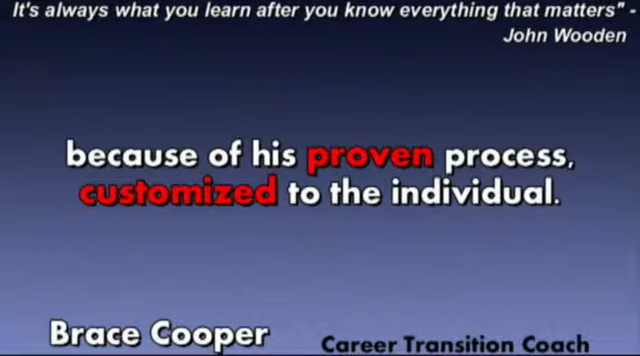 It's always what you learn after you know everything that matters" -
John Wooden
because of his proven process,
customized to the individual.
Brace Cooper
Career Transition Coach